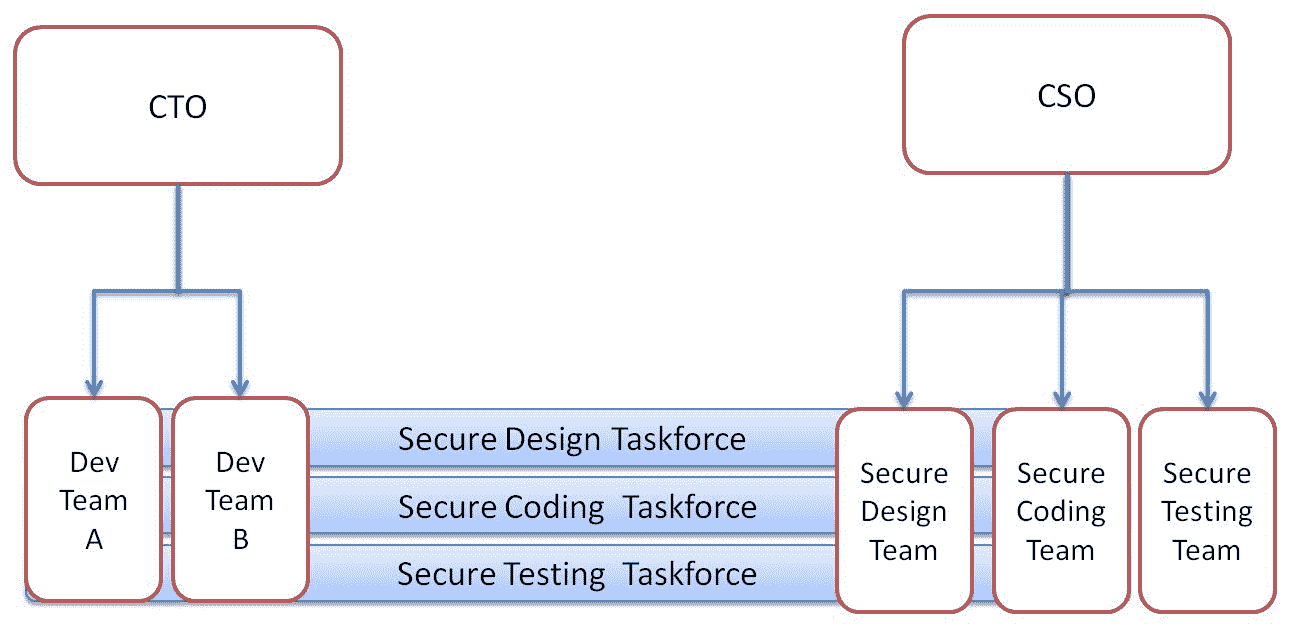 CTO
CSO
Dev
Team
A
Dev
Team
B
Secure Design Taskforce
Secure Coding Taskforce
Secure Testing Taskforce
Secure
Design
Team
Secure
Coding
Team
Secure
Testing
Team